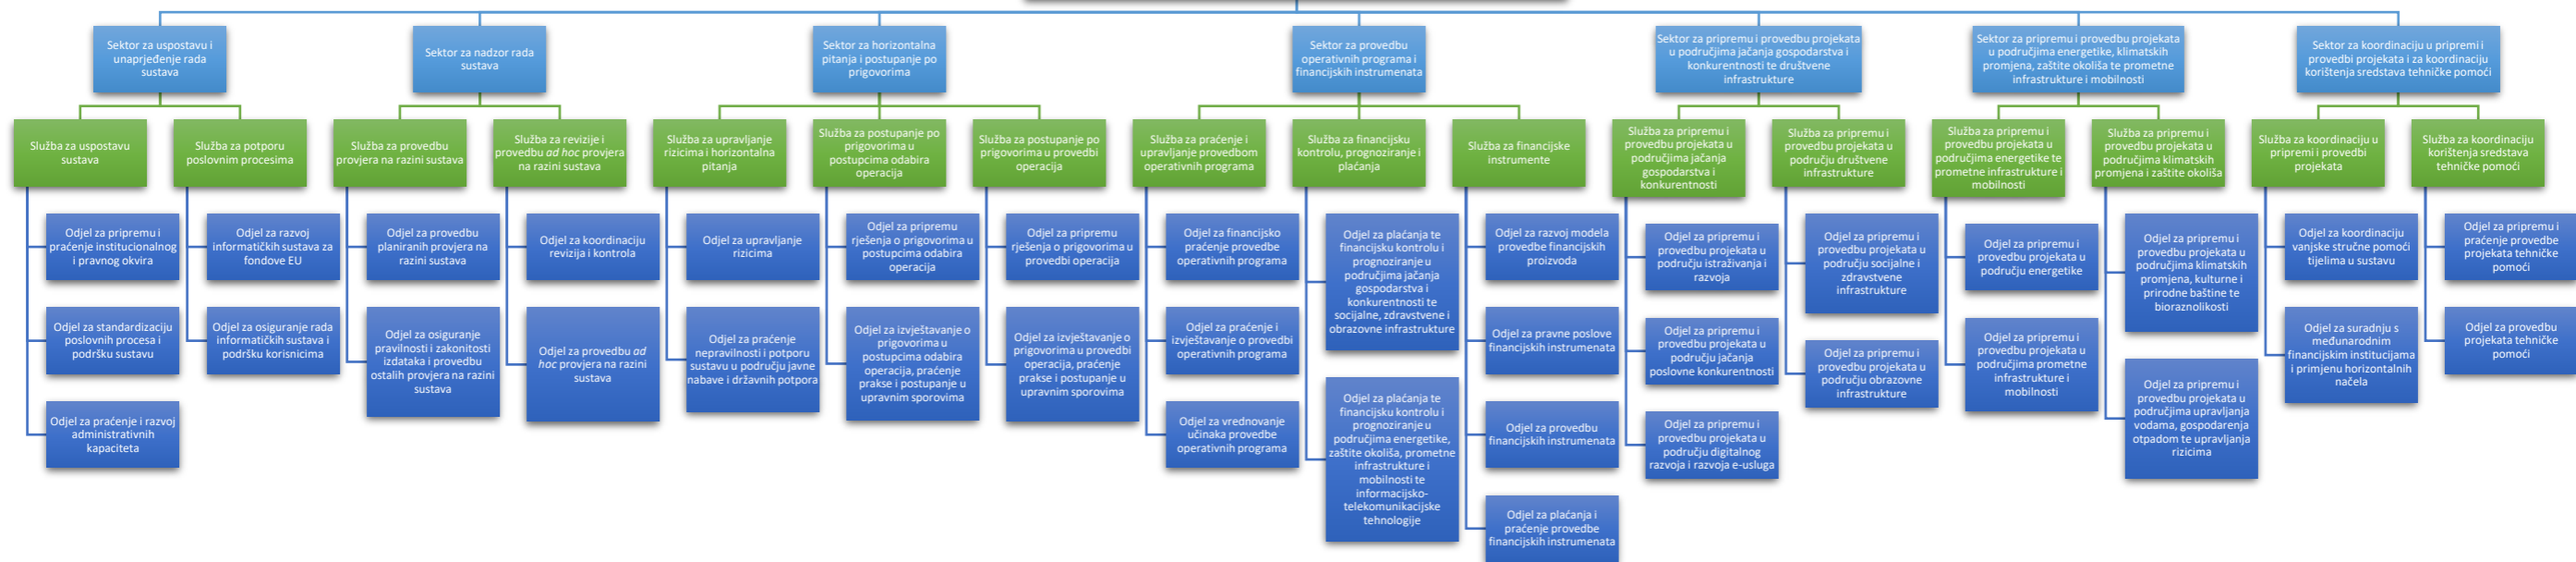 Sektor za uspostavu i
unaprjeđenje rada
sustava
Sektor za nadzor rada
sustava
Sektor za horizontalna
pitanja i postupanje po
prigovorima
Sektor za provedbu
operativnih programa i
financijskih instrumenata
Sektor za pripremu i provedbu projekata
u područjima jačanja gospodarstva i
konkurentnosti te društvene
infrastrukture
Sektor za pripremu i provedbu projekata
u područjima energetike, klimatskih
promjena, zaštite okoliša te prometne
infrastrukture i mobilnosti
Sektor za koordinaciju u pripremi i
provedbi projekata i za koordinaciju
korištenja sredstava tehničke pomoći
Služba za uspostavu
sustava
Služba za potporu
poslovnim procesima
Služba za provedbu
provjera na razini sustava
Služba za revizije i
provedbu ad hoc provjera
na razini sustava
Služba za upravljanje
rizicima i horizontalna
pitanja
Služba za postupanje po
prigovorima u
postupcima odabira
operacija
Služba za postupanje po
prigovorima u provedbi
operacija
Služba za praćenje i
upravljanje provedbom
operativnih programa
Služba za financijsku
kontrolu, prognoziranje i
plaćanja
Služba za financijske
instrumente
Služba za pripremu i
provedbu projekata u
područjima jačanja
gospodarstva i
konkurentnosti
Služba za pripremu i
provedbu projekata u
području društvene
infrastrukture
Služba za pripremu i
provedbu projekata u
područjima energetike te
prometne infrastrukture i
mobilnosti
Služba za pripremu i
provedbu projekata u
područjima klimatskih
promjena i zaštite okoliša
Služba za koordinaciju u
pripremi i provedbi
projekata
Služba za koordinaciju
korištenja sredstava
tehničke pomoći
Odjel za pripremu i
praćenje institucionalnog
i pravnog okvira
Odjel za standardizaciju
poslovnih procesa i
podršku sustavu
Odjel za praćenje i razvoj
administrativnih
kapaciteta
Odjel za razvoj
informatičkih sustava za
fondove EU
Odjel za osiguranje rada
informatičkih sustava i
podršku korisnicima
Odjel za provedbu
planiranih provjera na
razini sustava
Odjel za osiguranje
pravilnosti i zakonitosti
izdataka i provedbu
ostalih provjera na razini
sustava
Odjel za koordinaciju
revizija i kontrola
Odjel za provedbu ad
hoc provjera na razini
sustava
Odjel za upravljanje
rizicima
Odjel za praćenje
nepravilnosti i potporu
sustavu u području javne
nabave i državnih potpora
Odjel za pripremu
rješenja o prigovorima u
postupcima odabira
operacija
Odjel za izvještavanje o
prigovorima u
postupcima odabira
operacija, praćenje
prakse i postupanje u
upravnim sporovima
Odjel za pripremu
rješenja o prigovorima u
provedbi operacija
Odjel za izvještavanje o
prigovorima u provedbi
operacija, praćenje
prakse i postupanje u
upravnim sporovima
Odjel za financijsko
praćenje provedbe
operativnih programa
Odjel za praćenje i
izvještavanje o provedbi
operativnih programa
Odjel za vrednovanje
učinaka provedbe
operativnih programa
Odjel za plaćanja te
financijsku kontrolu i
prognoziranje u
područjima jačanja
gospodarstva i
konkurentnosti te
socijalne, zdravstvene i
obrazovne infrastrukture
Odjel za plaćanja te
financijsku kontrolu i
prognoziranje u
područjima energetike,
zaštite okoliša, prometne
infrastrukture i
mobilnosti te
informacijsko-
telekomunikacijske
tehnologije
Odjel za razvoj modela
provedbe financijskih
proizvoda
Odjel za pravne poslove
financijskih instrumenata
Odjel za provedbu
financijskih instrumenata
Odjel za plaćanja i
praćenje provedbe
financijskih instrumenata
Odjel za pripremu i
provedbu projekata u
području istraživanja i
razvoja
Odjel za pripremu i
provedbu projekata u
području jačanja
poslovne konkurentnosti
Odjel za pripremu i
provedbu projekata u
području digitalnog
razvoja i razvoja e-usluga
Odjel za pripremu i
provedbu projekata u
području socijalne i
zdravstvene
infrastrukture
Odjel za pripremu i
provedbu projekata u
području obrazovne
infrastrukture
Odjel za pripremu i
provedbu projekata u
području energetike
Odjel za pripremu i
provedbu projekata u
područjima prometne
infrastrukture i
mobilnosti
Odjel za pripremu i
provedbu projekata u
područjima klimatskih
promjena, kulturne i
prirodne baštine te
bioraznolikosti
Odjel za pripremu i
provedbu projekata u
područjima upravljanja
vodama, gospodarenja
otpadom te upravljanja
rizicima
Odjel za koordinaciju
vanjske stručne pomoći
tijelima u sustavu
Odjel za suradnju s
međunarodnim
financijskim institucijama
i primjenu horizontalnih
načela
Odjel za pripremu i
praćenje provedbe
projekata tehničke
pomoći
Odjel za provedbu
projekata tehničke
pomoći